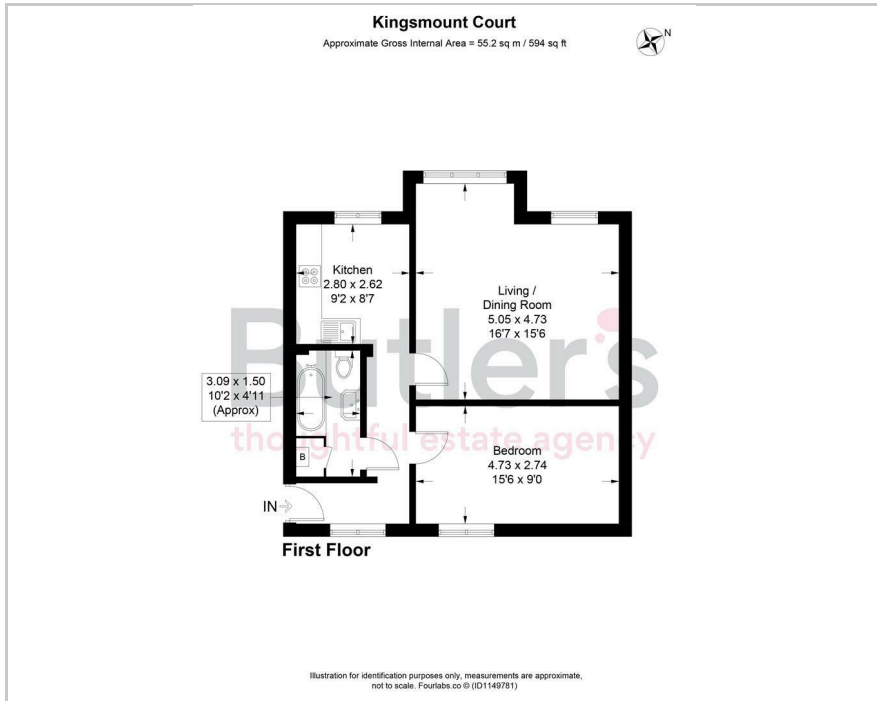 Kingsmount Court
Approximate Gross Internal Area = 55.2 sq m / 594 sq ft
N
Kitchen
2.80 x 2.62
9'2 x 8'7
Living /
Dining Room
5.05 x 4.73
16'7 x 15'6
Butler's
thoughtful estate agency
3.09 x 1.50
10'2 x 4'11
(Approx)
B
Bedroom
4.73 x 2.74
15'6 x 9'0
IN
First Floor
Illustration for identification purposes only, measurements are approximate,
not to scale. Fourlabs.co © (ID1149781)